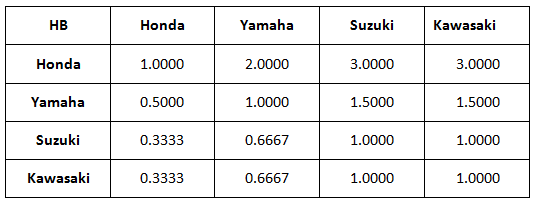 HB Honda Yamaha Suzuki Kawasaki
Honda 1.0000 2.0000 3.0000 3.0000
Yamaha 0.5000 1.0000 1.5000 1.5000
Suzuki 0.3333 0.6667 1.0000 1.0000
Kawasaki 0.3333 0.6667 1.0000 1.0000